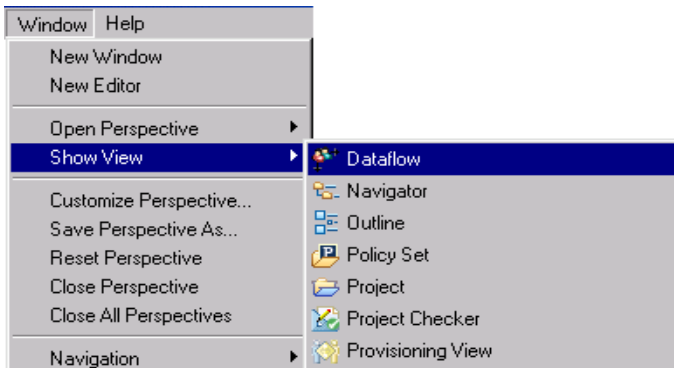 Window Help
New Window
New Editor
Open Perspective
Show View
Dataflow
Navigator
Customize Perspective...
Outline
Save Perspective As...
Policy Set
Reset Perspective
Close Perspective
Project
Close All Perspectives
Project Checker
Navigation
Provisioning View